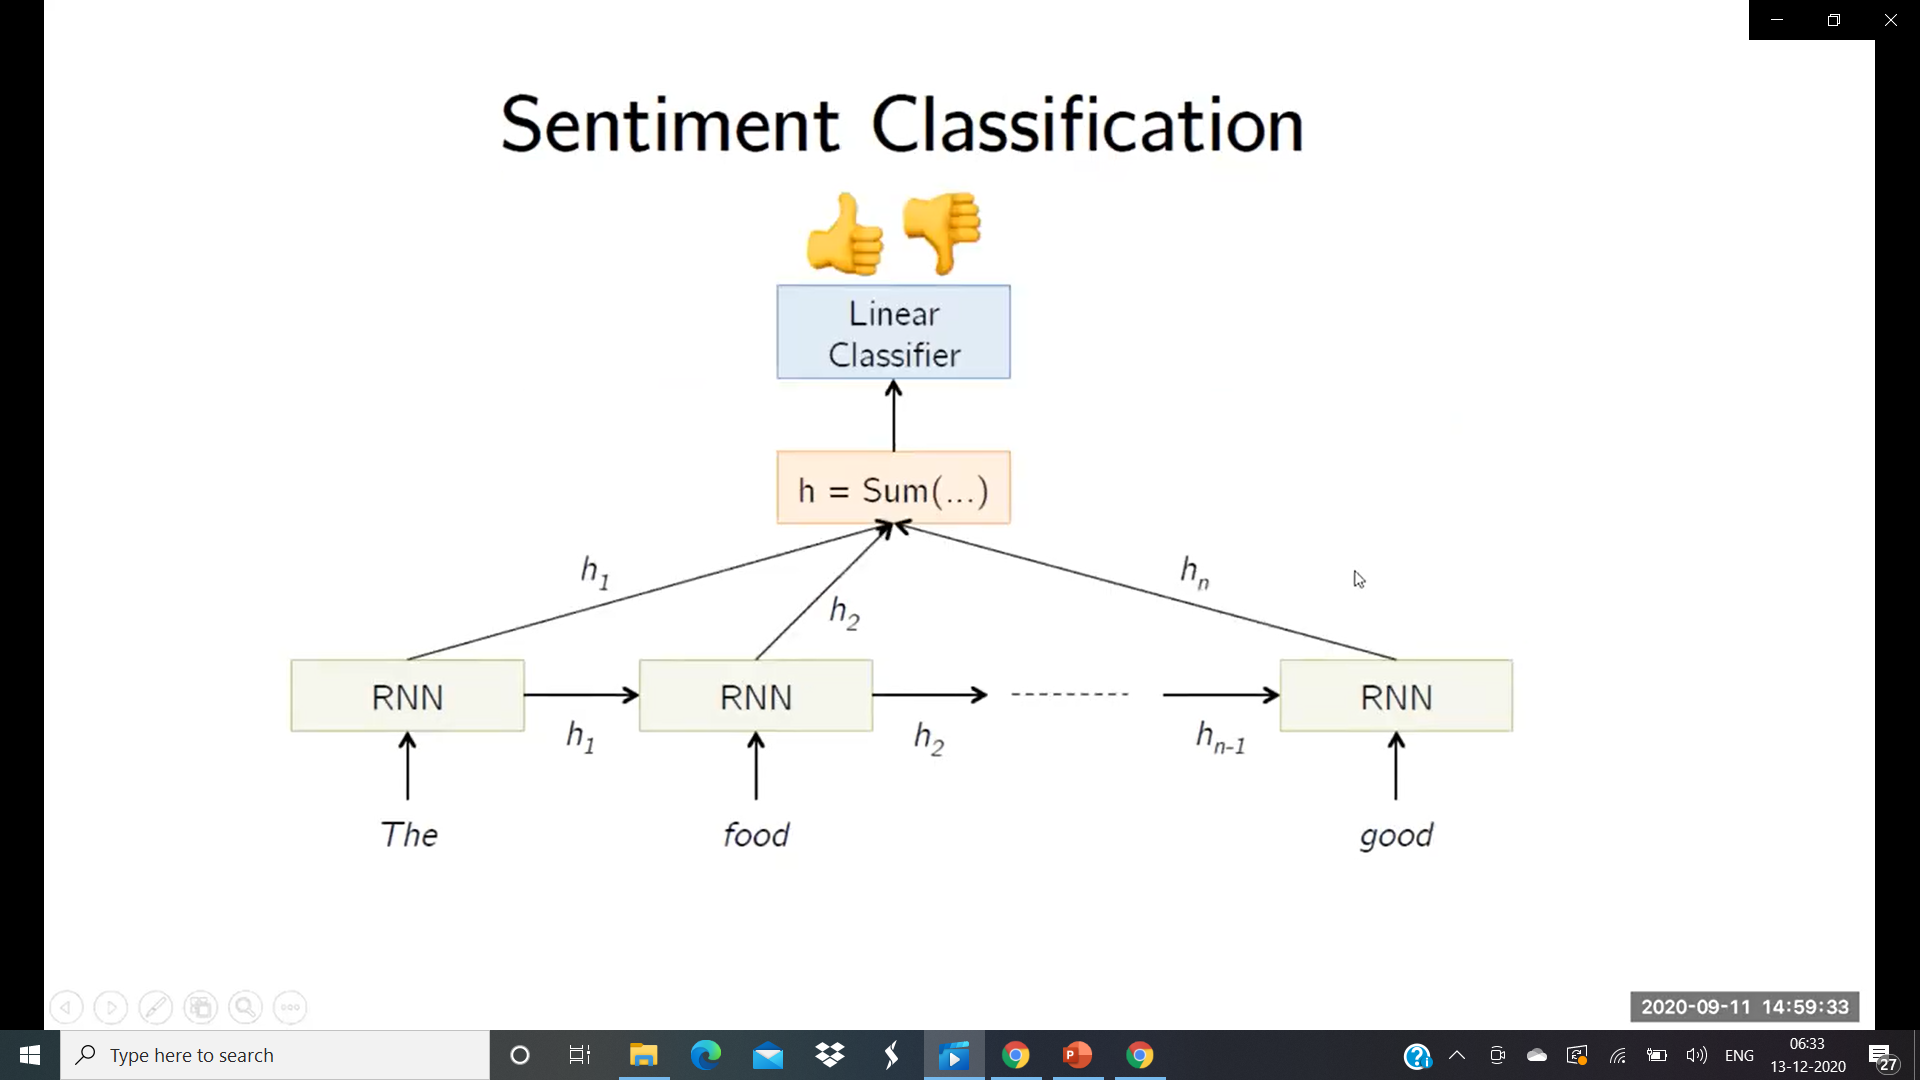 Sentiment Classification
Linear
Classifier
h = Sum(...)
h1
h2
hn
RNN
RNN
RNN
h1
h2
hn-1
The
food
good
2020-09-11 14:59:33
Type here to search
ENG
06:33
13-12-2020
27